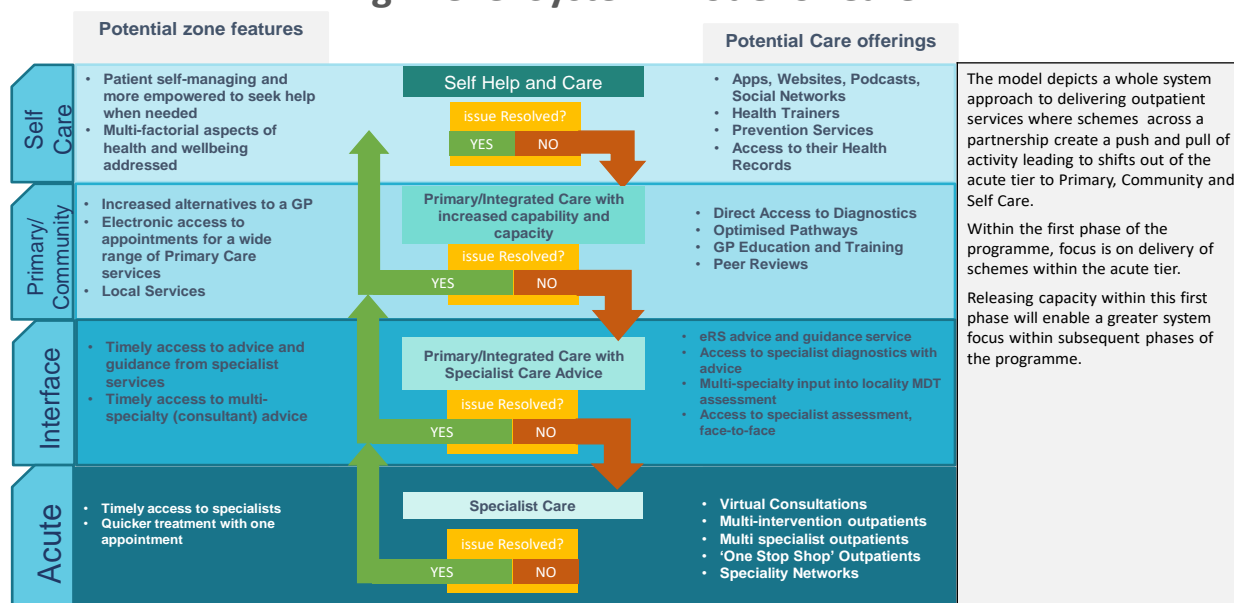 Potential zone features
Potential Care offerings
Self
Care
• Patient self-managing and
more empowered to seek help
when needed
• Multi-factorial aspects of
health and wellbeing
addressed
Self Help and Care
issue Resolved?
YES NO
• Apps, Websites, Podcasts,
Social Networks
• Health Trainers
• Prevention Services
• Access to their Health
Records
Primary/
Community
• Increased alternatives to a GP
• Electronic access to
appointments for a wide
range of Primary Care
services
• Local Services
Primary/Integrated Care with
increased capability and
capacity
issue Resolved?
YES NO
• Direct Access to Diagnostics
• Optimised Pathways
• GP Education and Training
• Peer Reviews
Interface
• Timely access to advice and
guidance from specialist
services
• Timely access to multi-
specialty (consultant) advice
Primary/Integrated Care with
Specialist Care Advice
issue Resolved?
YES NO
• eRS advice and guidance service
• Access to specialist diagnostics with
advice
• Multi-specialty input into locality MDT
assessment
• Access to specialist assessment,
face-to-face
Acute
• Timely access to specialists
• Quicker treatment with one
appointment
Specialist Care
issue Resolved?
YES NO
• Virtual Consultations
• Multi-intervention outpatients
• Multi specialist outpatients
• ‘One Stop Shop’ Outpatients
• Speciality Networks
The model depicts a whole system
approach to delivering outpatient
services where schemes across a
partnership create a push and pull of
activity leading to shifts out of the
acute tier to Primary, Community and
Self Care.
Within the first phase of the
programme, focus is on delivery of
schemes within the acute tier.
Releasing capacity within this first
phase will enable a greater system
focus within subsequent phases of
the programme.